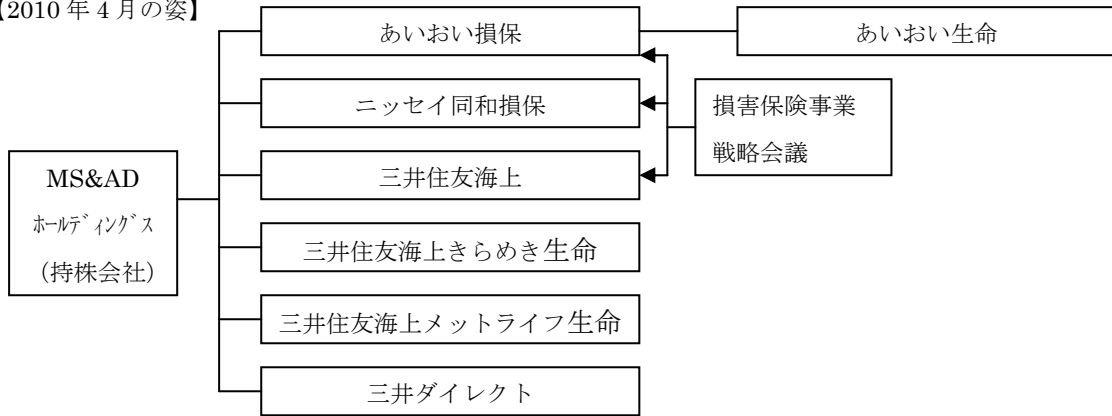 【2010 年 4 月の姿】
あいおい損保
あいおい生命
ニッセイ同和損保
損害保険事業
戦略会議
MS&AD
ﾎｰﾙﾃﾞｨﾝｸﾞｽ
（持株会社）
三井住友海上
三井住友海上きらめき生命
三井住友海上メットライフ生命
三井ダイレクト